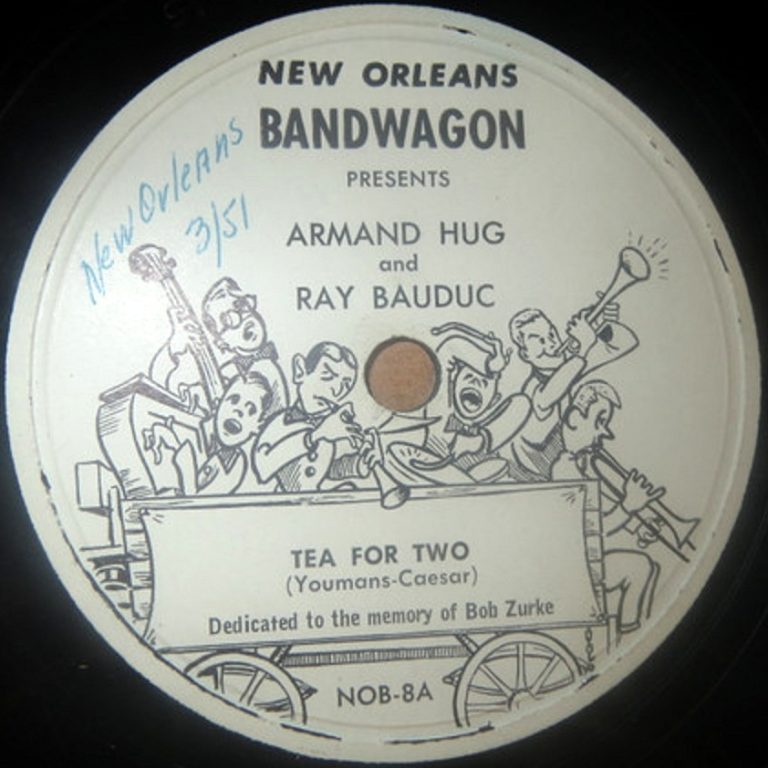 NEW ORLEANS
BANDWAGON
PRESENTS
New Orleans
3/51
ARMAND HUG
and
RAY BAUDUC
TEA FOR TWO
(Youmans-Caesar)
Dedicated to the memory of Bob Zurke
NOB-8A